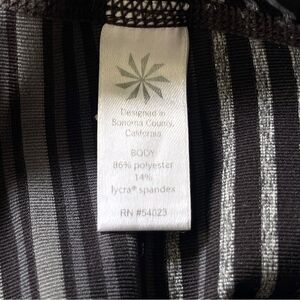 Designed in
Sonoma County,
California
BODY
86% polyester
14%
lycra® spandex
RN #54023